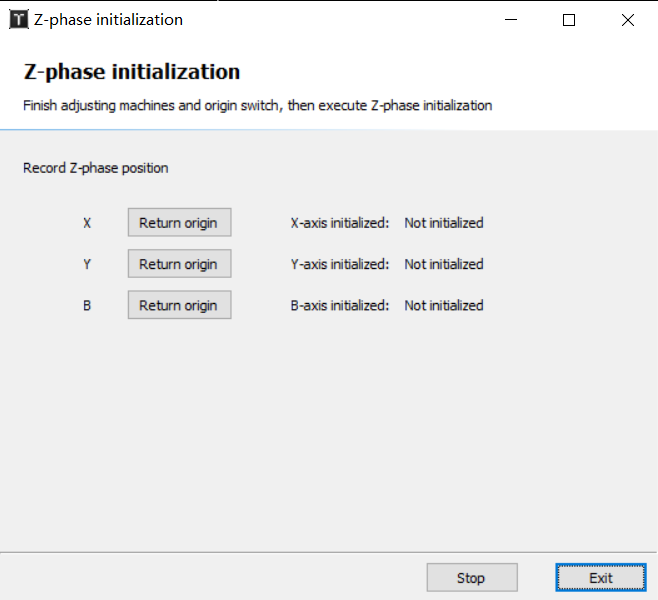 Z-phase initialization
Z-phase initialization
Finish adjusting machines and origin switch, then execute Z-phase initialization
Record Z-phase position
X Return origin X-axis initialized: Not initialized
Y Return origin Y-axis initialized: Not initialized
B Return origin B-axis initialized: Not initialized
Stop Exit